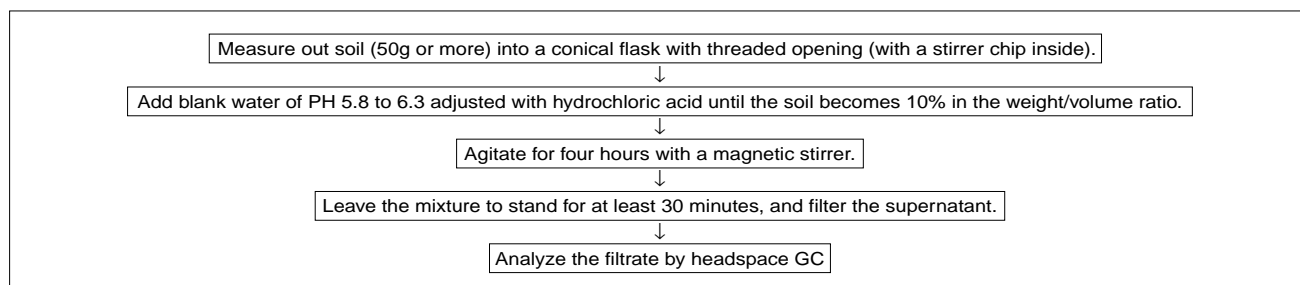 Measure out soil (50g or more) into a conical flask with threaded opening (with a stirrer chip inside).
↓
Add blank water of PH 5.8 to 6.3 adjusted with hydrochloric acid until the soil becomes 10% in the weight/volume ratio.
↓
Agitate for four hours with a magnetic stirrer.
↓
Leave the mixture to stand for at least 30 minutes, and filter the supernatant.
↓
Analyze the filtrate by headspace GC